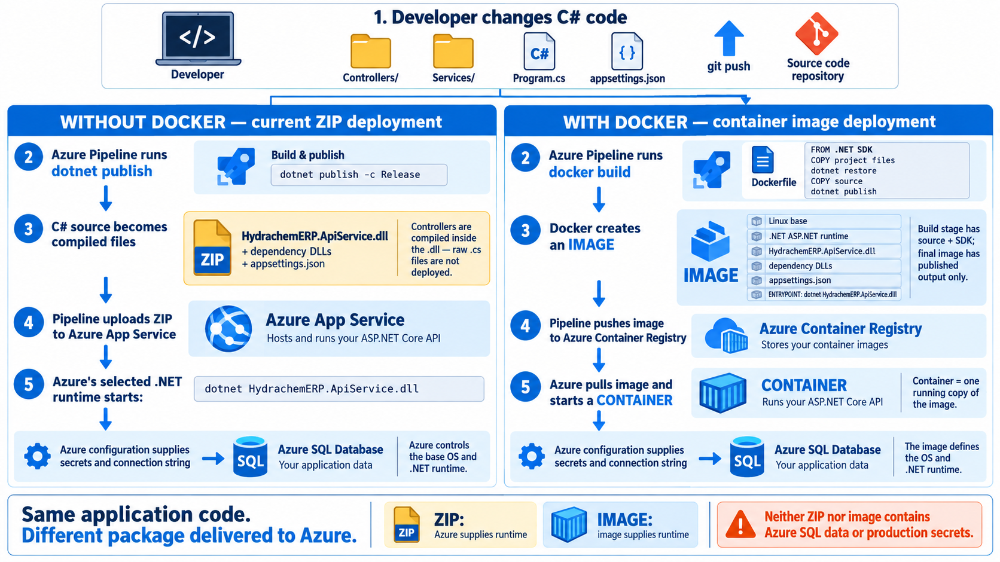 1. Developer changes C# code
</>
Developer
Controllers/
Services/
C#
Program.cs
{ }
appsettings.json
git push
Source code
repository
WITHOUT DOCKER — current ZIP deployment
2
Azure Pipeline runs
dotnet publish
Build & publish
dotnet publish -c Release
3
C# source becomes
compiled files
ZIP
HydrachemERP.ApiService.dll
+ dependency DLLs
+ appsettings.json
Controllers are
compiled inside
the .dll — raw .cs
files are not
deployed.
4
Pipeline uploads ZIP
to Azure App Service
Azure App Service
Hosts and runs your ASP.NET Core API
5
Azure's selected .NET
runtime starts:
dotnet HydrachemERP.ApiService.dll
Azure configuration supplies
secrets and connection string
SQL
Azure SQL Database
Your application data
Azure controls
the base OS and
.NET runtime.
WITH DOCKER — container image deployment
2
Azure Pipeline runs
docker build
Dockerfile
FROM .NET SDK
COPY project files
dotnet restore
COPY source
dotnet publish
3
Docker creates
an IMAGE
IMAGE
Linux base
.NET ASP.NET runtime
HydrachemERP.ApiService.dll
dependency DLLs
appsettings.json
ENTRYPOINT: dotnet HydrachemERP.ApiService.dlll
Build stage has
source + SDK;
final image has
published
output only.
4
Pipeline pushes image
to Azure Container Registry
Azure Container Registry
Stores your container images
5
Azure pulls image and
starts a CONTAINER
CONTAINER
Runs your ASP.NET Core API
Container = one
running copy of
the image.
Azure configuration supplies
secrets and connection string
SQL
Azure SQL Database
Your application data
The image defines
the OS and
.NET runtime.
Same application code.
Different package delivered to Azure.
ZIP
ZIP:
Azure supplies runtime
IMAGE:
image supplies runtime
!
Neither ZIP nor image contains
Azure SQL data or production secrets.